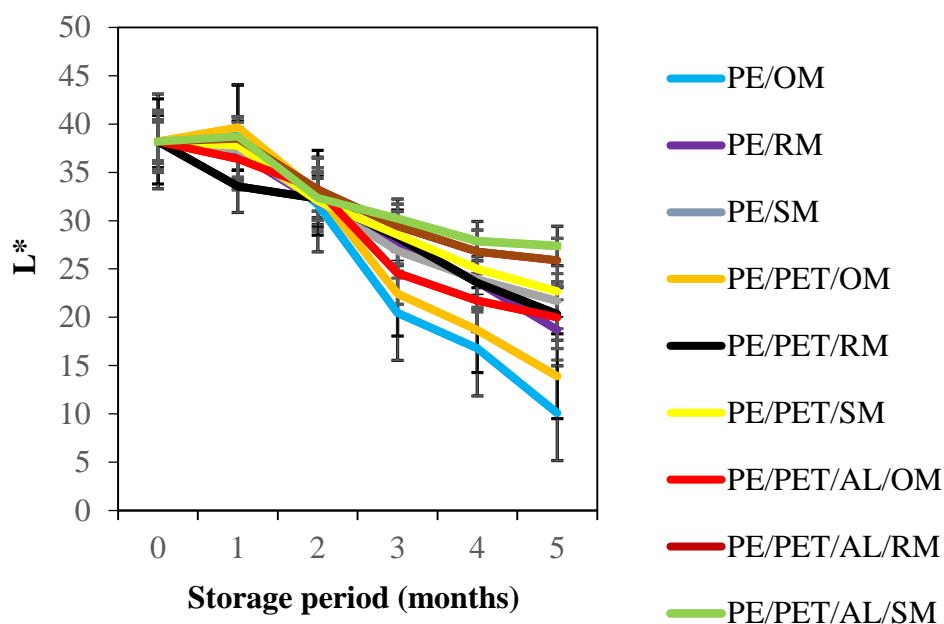 50
45
40
35
30
25
20
15
10
5
0
L*
0 1 2 3 4 5
Storage period (months)
PE/OM
PE/RM
PE/SM
PE/PET/OM
PE/PET/RM
PE/PET/SM
PE/PET/AL/OM
PE/PET/AL/RM
PE/PET/AL/SM